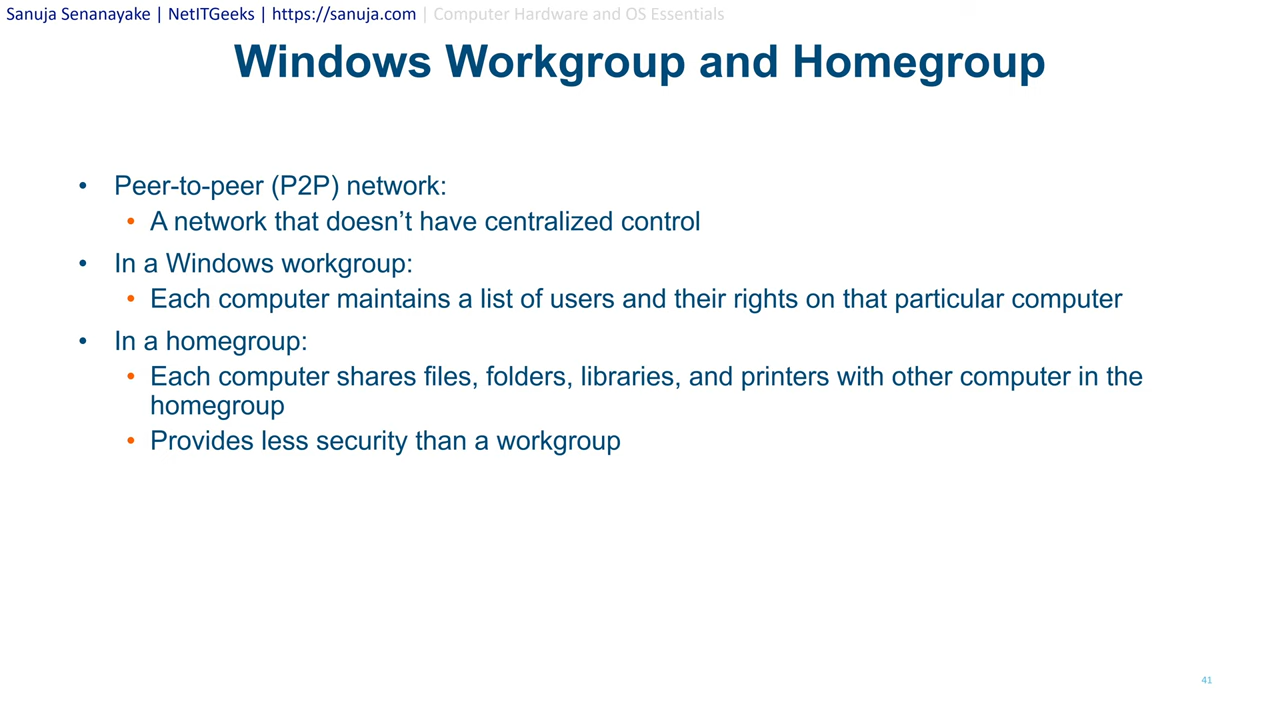 Sanuja Senanayake | NetITGeeks | https://sanuja.com | Computer Hardware and OS Essentials
Windows Workgroup and Homegroup
• Peer-to-peer (P2P) network:
• A network that doesn’t have centralized control
• In a Windows workgroup:
• Each computer maintains a list of users and their rights on that particular computer
• In a homegroup:
• Each computer shares files, folders, libraries, and printers with other computer in the
homegroup
• Provides less security than a workgroup
41